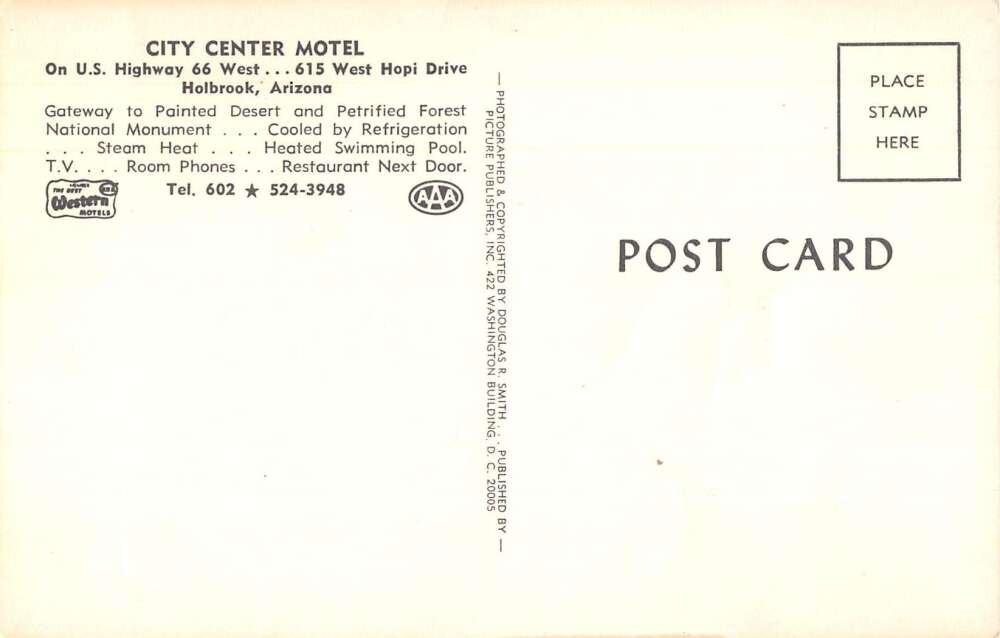 CITY CENTER MOTEL
On U.S. Highway 66 West . . . 615 West Hopi Drive
Holbrook, Arizona
Gateway to Painted Desert and Petrified Forest
National Monument . . . Cooled by Refrigeration
. . . Steam Heat . . . Heated Swimming Pool.
T.V. . . . Room Phones . . . Restaurant Next Door.
Tel. 602 ★ 524-3948
THE BEST
Western
MOTELS
AAA
— PHOTOGRAPHED & COPYRIGHTED BY DOUGLAS R. SMITH . . . PUBLISHED BY —
PICTURE PUBLISHERS, INC. 422 WASHINGTON BUILDING, D. C. 20005
PLACE
STAMP
HERE
POST CARD